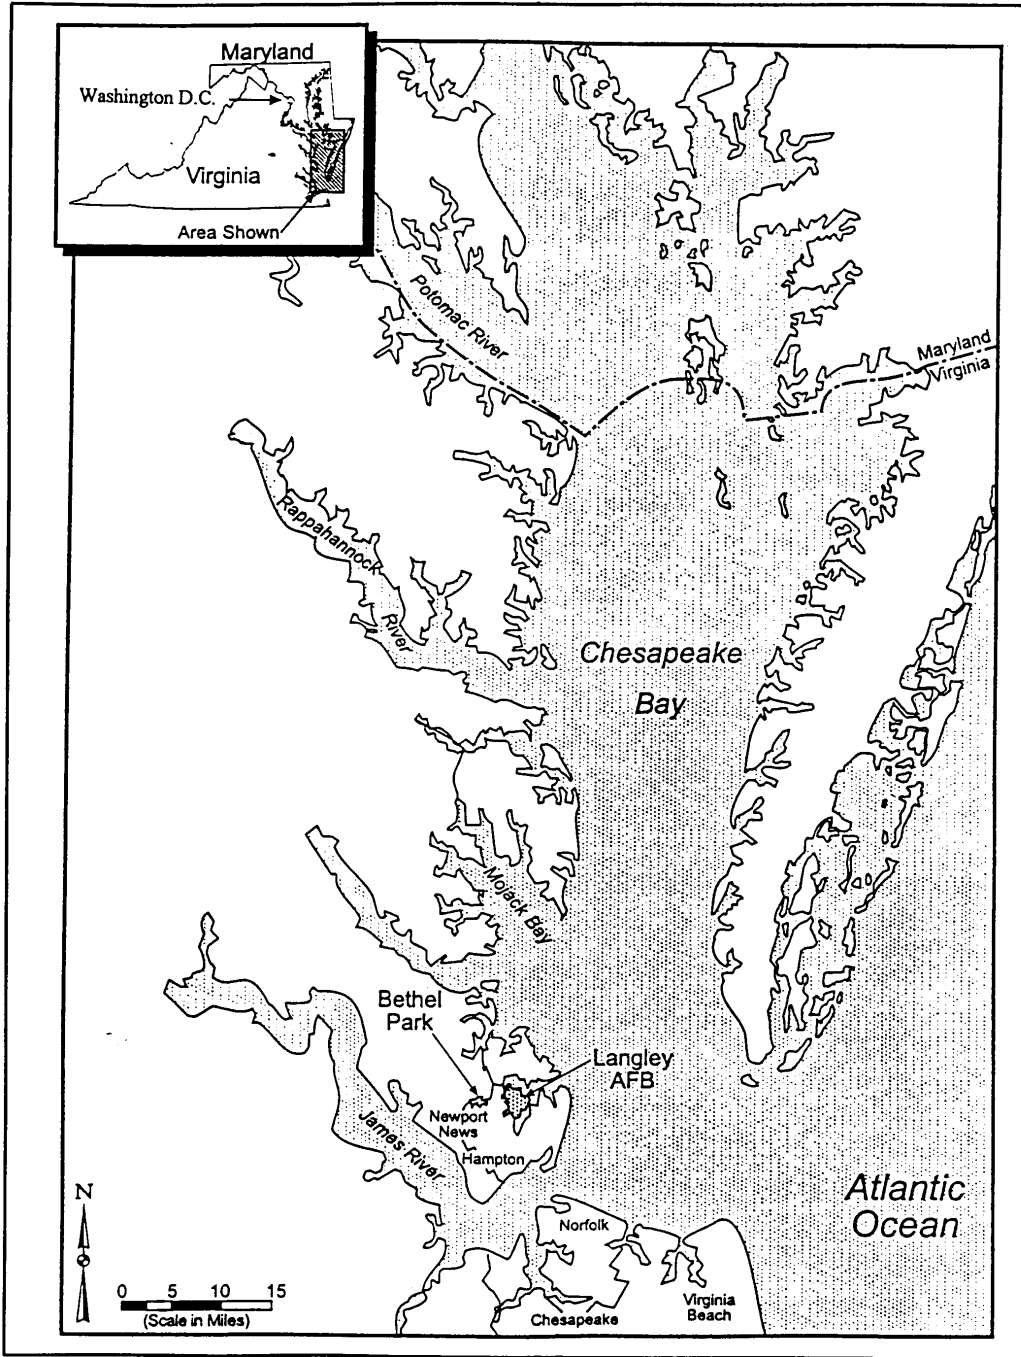 Maryland
Washington D.C.
Virginia
Area Shown
Potomac River
Maryland
Virginia
Rappahannock
River
Chesapeake
Bay
Mojack Bay
Bethel
Park
Langley
AFB
Newport
News
Hampton
James River
Atlantic
Ocean
N
Norfolk
0 5 10 15
(Scale in Miles)
Chesapeake
Virginia
Beach